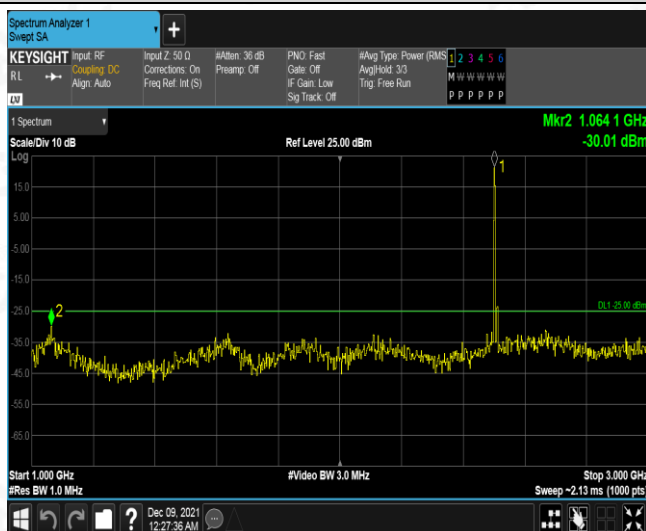 Spectrum Analyzer 1
Swept SA
+
KEYSIGHT
RL
LXI
Input: RF
Coupling: DC
Align: Auto
Input Z: 50 Ω
Corrections: On
Freq Ref: Int (S)
#Atten: 36 dB
Preamp: Off
PNO: Fast
Gate: Off
IF Gain: Low
Sig Track: Off
#Avg Type: Power (RMS
Avg|Hold: 3/3
Trig: Free Run
1 2 3 4 5 6
M W W W W W
P P P P P P
1 Spectrum
Scale/Div 10 dB
Log
Ref Level 25.00 dBm
Mkr2 1.064 1 GHz
-30.01 dBm
15.0
5.00
-5.00
-15.0
-25.0
-35.0
-45.0
-55.0
-65.0
1
2
DL1 -25.00 dBm
Start 1.000 GHz
#Res BW 1.0 MHz
#Video BW 3.0 MHz
Stop 3.000 GHz
Sweep ~2.13 ms (1000 pts)
?
Dec 09, 2021
12:27:36 AM